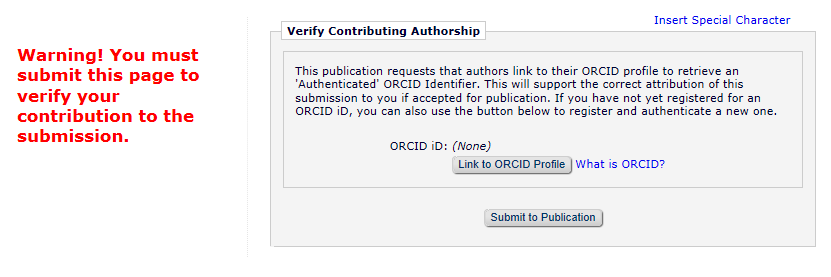 Insert Special Character
Verify Contributing Authorship
Warning! You must
submit this page to
verify your
contribution to the
submission.
This publication requests that authors link to their ORCID profile to retrieve an
'Authenticated' ORCID Identifier. This will support the correct attribution of this
submission to you if accepted for publication. If you have not yet registered for an
ORCID iD, you can also use the button below to register and authenticate a new one.
ORCID iD: (None)
Link to ORCID Profile What is ORCID?
Submit to Publication